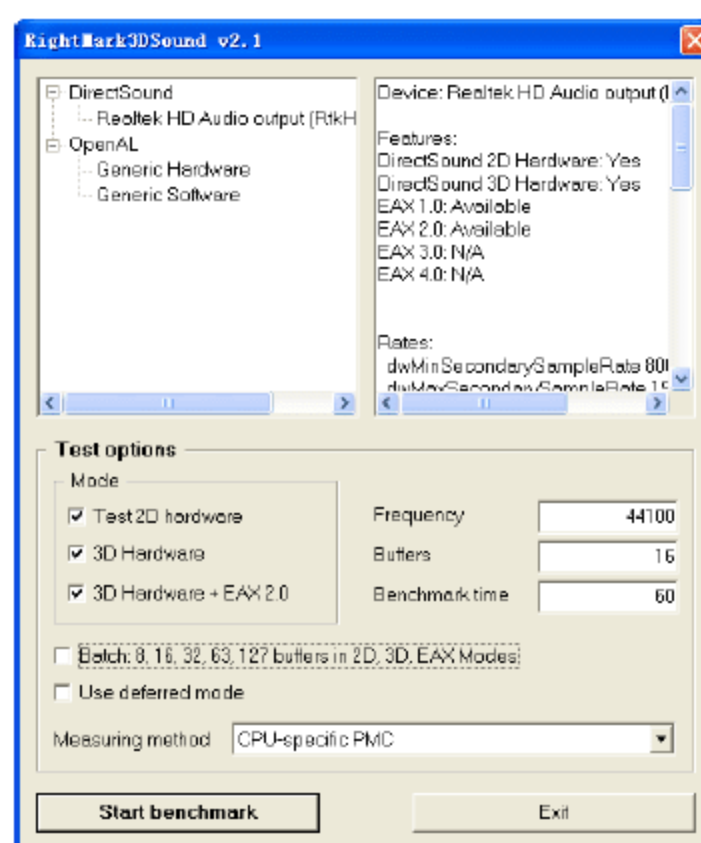 RightMark3DSound v2.1
DirectSound
Realtek HD Audio output (RtkH
OpenAL
Generic Hardware
Generic Software
Device: Realtek HD Audio output (
Features:
DirectSound 2D Hardware: Yes
DirectSound 3D Hardware: Yes
EAX 1.0: Available
EAX 2.0: Available
EAX 3.0: N/A
EAX 4.0: N/A
Rates:
dwMinSecondarySampleRate 800
dwMaxSecondarySampleRate 19
Test options
Mode
Test 2D hardware
3D Hardware
3D Hardware + EAX 2.0
Frequency
44100
Buffers
16
Benchmark time
60
Batch: 8, 16, 32, 63, 127 buffers in 2D, 3D, EAX Modes
Use deferred mode
Measuring method
CPU-specific PMC
Start benchmark
Exit